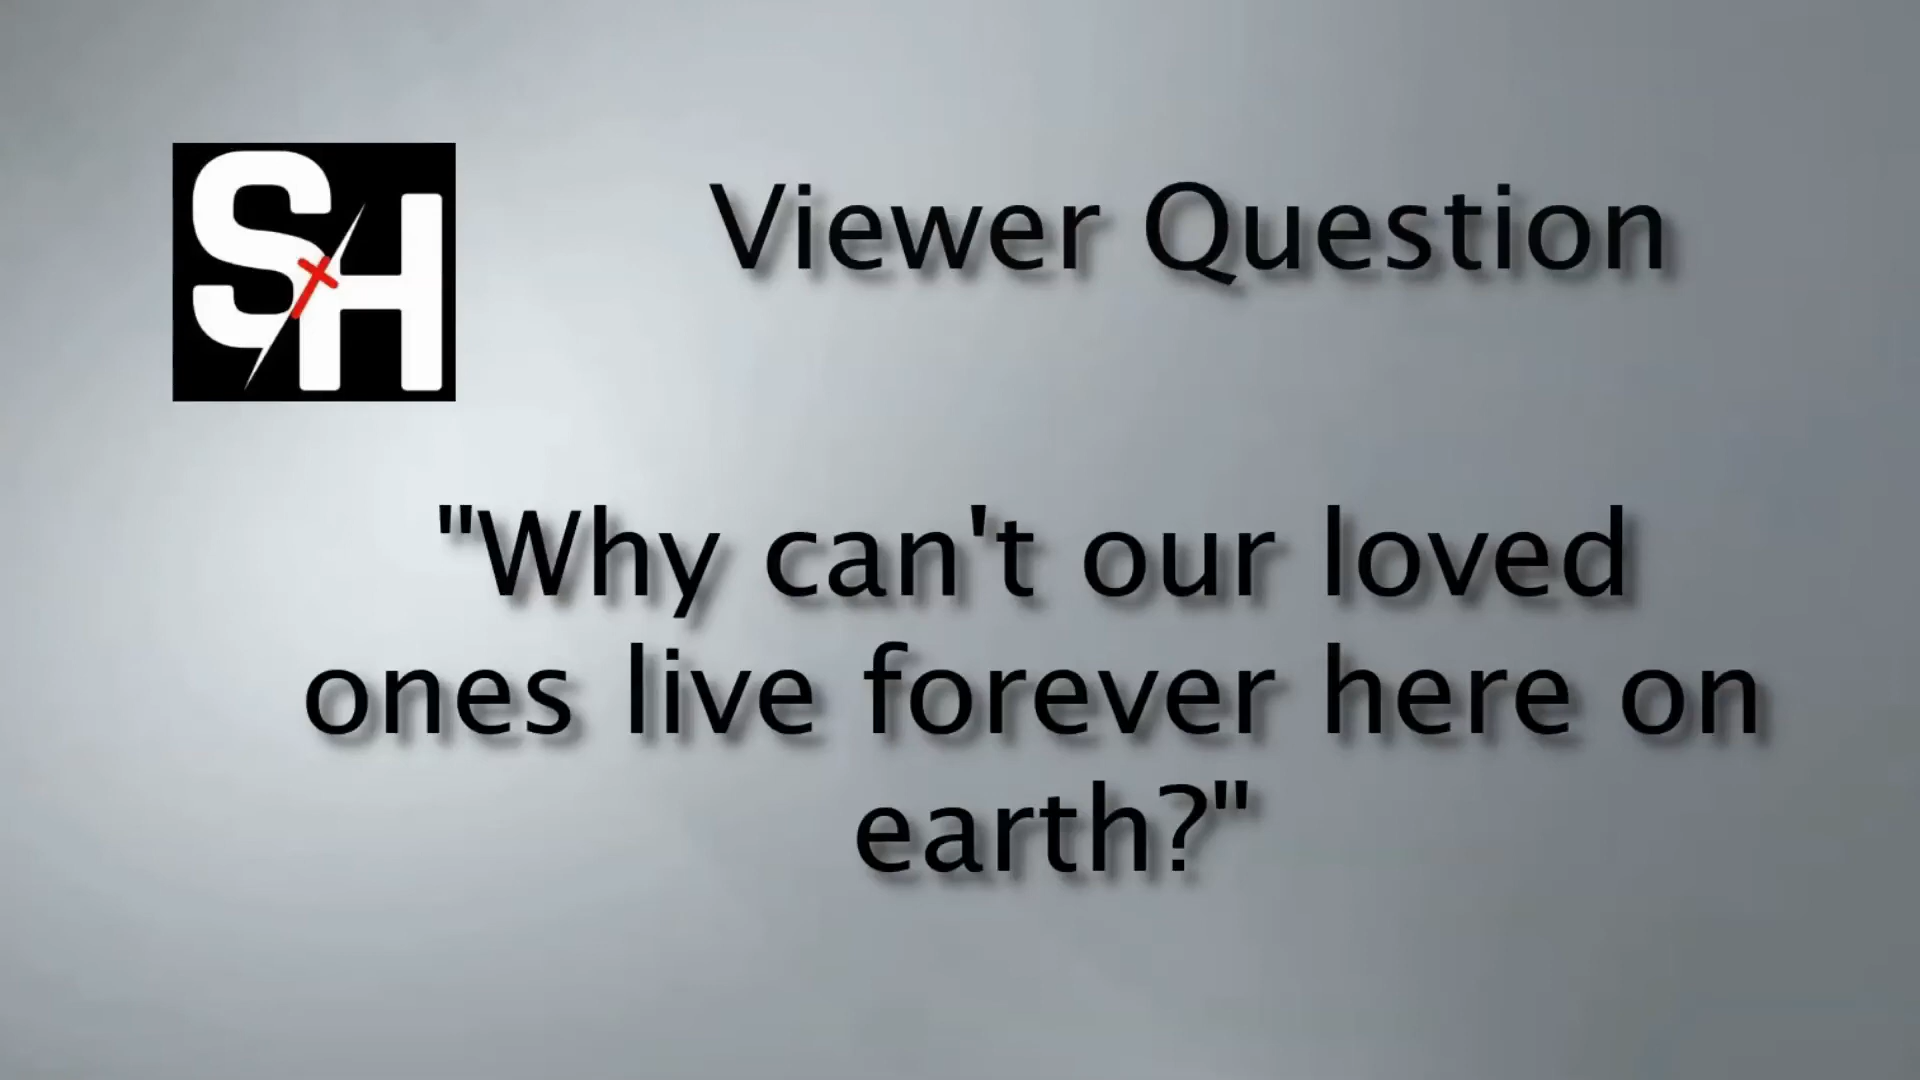 SH
Viewer Question
"Why can't our loved
ones live forever here on
earth?"